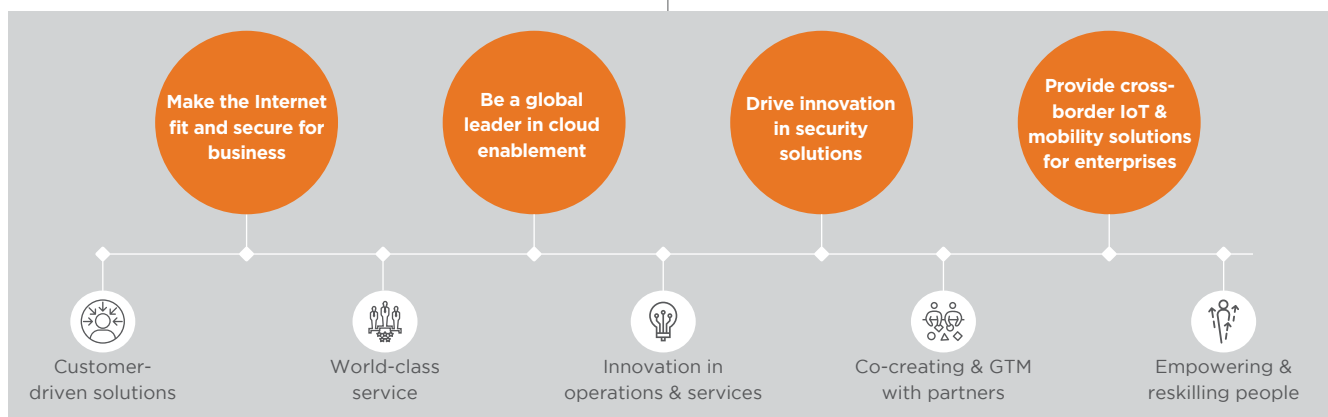 Make the Internet
fit and secure for
business
Be a global
leader in cloud
enablement
Drive innovation
in security
solutions
Provide cross-
border IoT &
mobility solutions
for enterprises
Customer-
driven solutions
World-class
service
Innovation in
operations & services
Co-creating & GTM
with partners
Empowering &
reskilling people